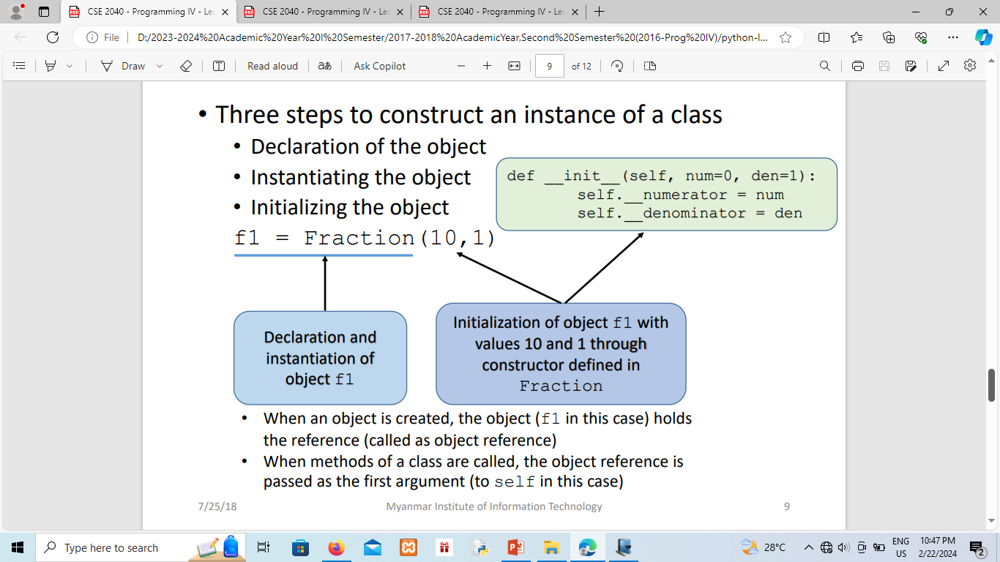 CSE 2040 - Programming IV - Lec
CSE 2040 - Programming IV - Lec
CSE 2040 - Programming IV - Lec
File
D:/2023-2024%20Academic%20Year%20I%20Semester/2017-2018%20AcademicYear,Second%20Semester%20(2016-Prog%20IV)/python-l...
Draw
Read aloud
Ask Copilot
9
of 12
• Three steps to construct an instance of a class
• Declaration of the object
• Instantiating the object
• Initializing the object
def __init__(self, num=0, den=1):
self.__numerator = num
self.__denominator = den
f1 = Fraction(10,1)
Declaration and
instantiation of
object f1
Initialization of object f1 with
values 10 and 1 through
constructor defined in
Fraction
• When an object is created, the object (f1 in this case) holds
the reference (called as object reference)
• When methods of a class are called, the object reference is
passed as the first argument (to self in this case)
7/25/18
Myanmar Institute of Information Technology
9
Type here to search
28°C
ENG
US
10:47 PM
2/22/2024
2